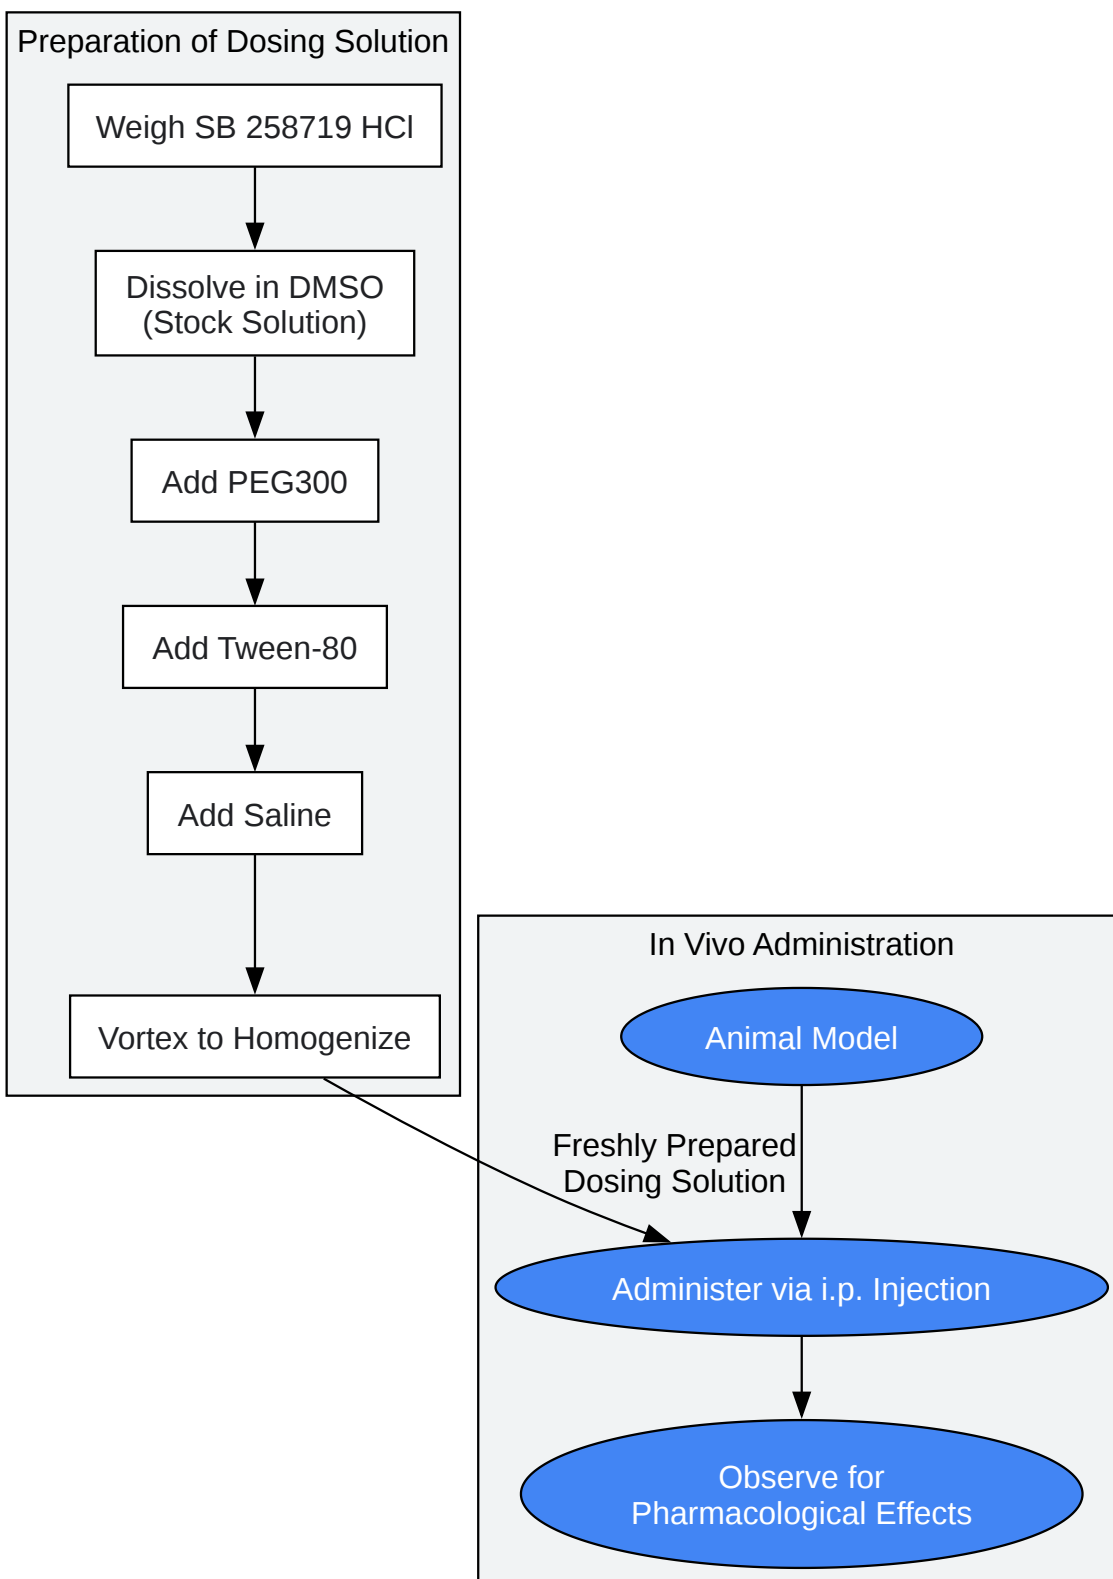 Preparation of Dosing Solution
Weigh SB 258719 HCl
Dissolve in DMSO
(Stock Solution)
Add PEG300
Add Tween-80
Add Saline
Vortex to Homogenize
In Vivo Administration
Animal Model
Freshly Prepared
Dosing Solution
Administer via i.p. Injection
Observe for
Pharmacological Effects